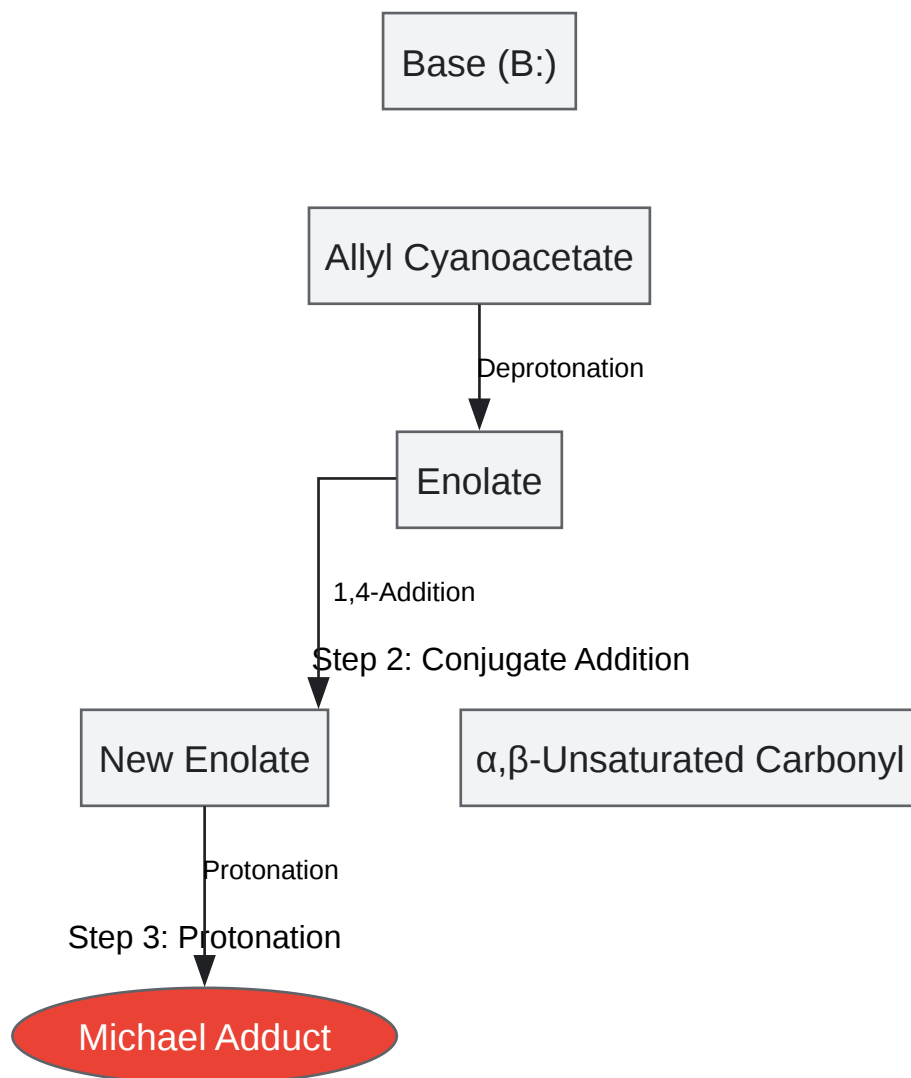 Base (B:)
Allyl Cyanoacetate
Deprotonation
Enolate
1,4-Addition
Step 2: Conjugate Addition
New Enolate
α,β-Unsaturated Carbonyl
Protonation
Step 3: Protonation
Michael Adduct